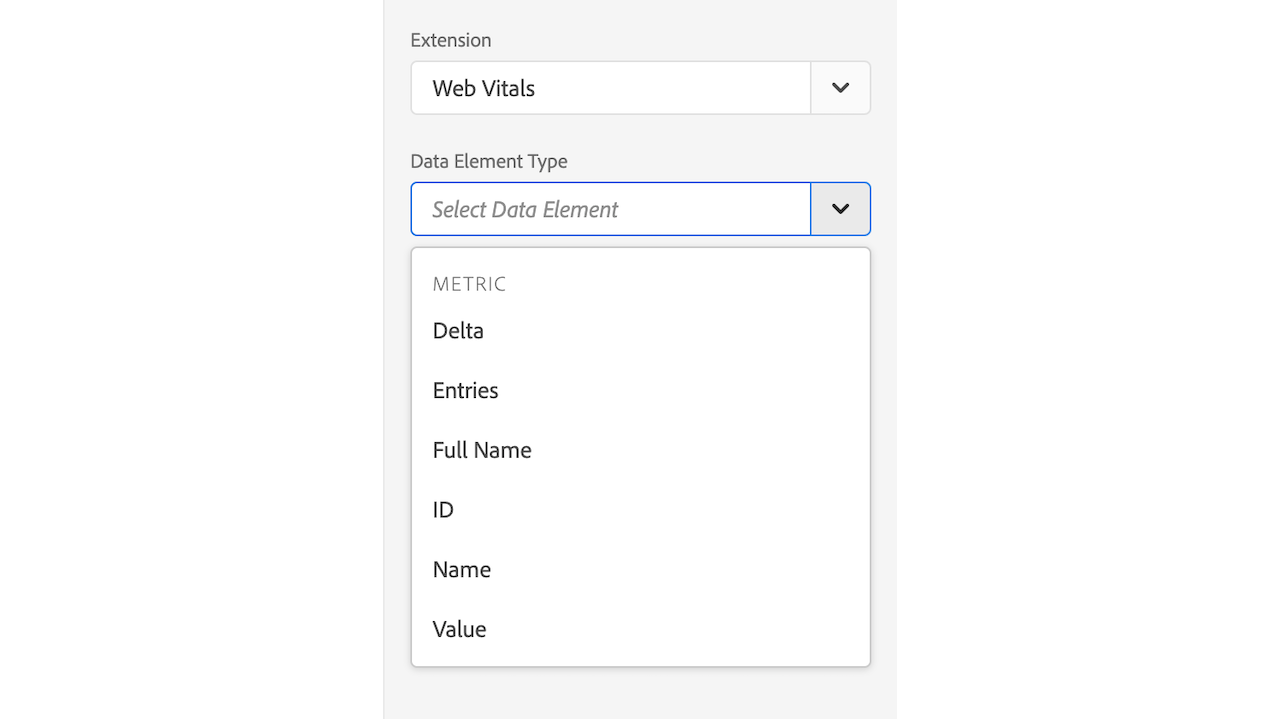 Extension
Web Vitals
Data Element Type
Select Data Element
METRIC
Delta
Entries
Full Name
ID
Name
Value